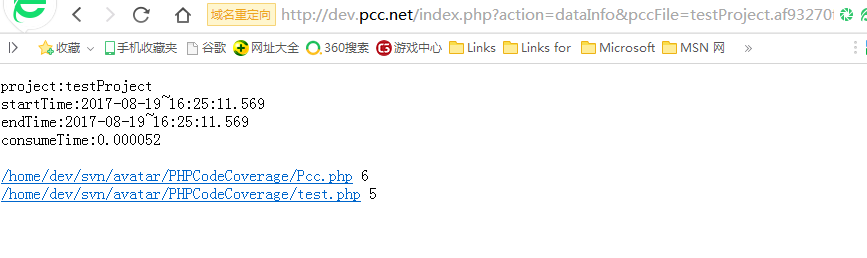 域名重定向 http://dev.pcc.net/index.php?action=dataInfo&pccFile=testProject.af93270
收藏 手机收藏夹 谷歌 网址大全 360搜索 游戏中心 Links Links for Microsoft MSN 网 »
project:testProject
startTime:2017-08-19~16:25:11.569
endTime:2017-08-19~16:25:11.569
consumeTime:0.000052
/home/dev/svn/avatar/PHPCodeCoverage/Pcc.php 6
/home/dev/svn/avatar/PHPCodeCoverage/test.php 5